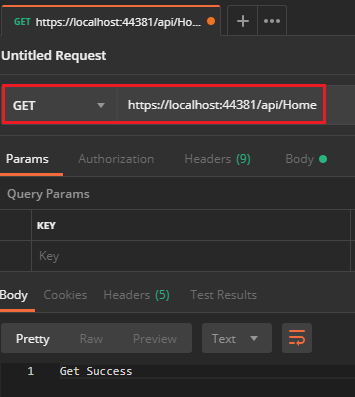 GET https://localhost:44381/api/Ho...
Untitled Request
GET https://localhost:44381/api/Home
Params Authorization Headers (9) Body
Query Params
KEY
Key
Body Cookies Headers (5) Test Results
Pretty Raw Preview Text
1 Get Success